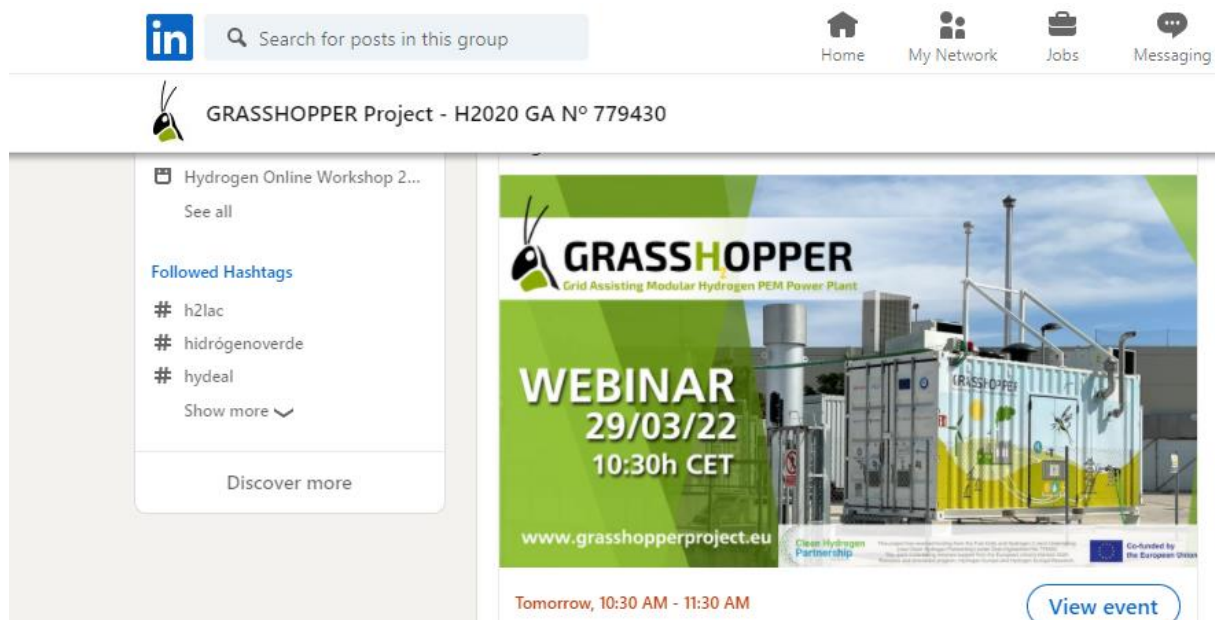 in
Search for posts in this group
Home
My Network
Jobs
Messaging
GRASSHOPPER Project - H2020 GA Nº 779430
Hydrogen Online Workshop 2...
See all
Followed Hashtags
# h2lac
# hidrógenoverde
# hydeal
Show more
Discover more
GRASSH2OPPER
Grid Assisting Modular Hydrogen PEM Power Plant
WEBINAR
29/03/22
10:30h CET
www.grasshopperproject.eu
GRASSHOPPER
Clean Hydrogen
Partnership
Co-funded by
the European Union
Tomorrow, 10:30 AM - 11:30 AM
View event